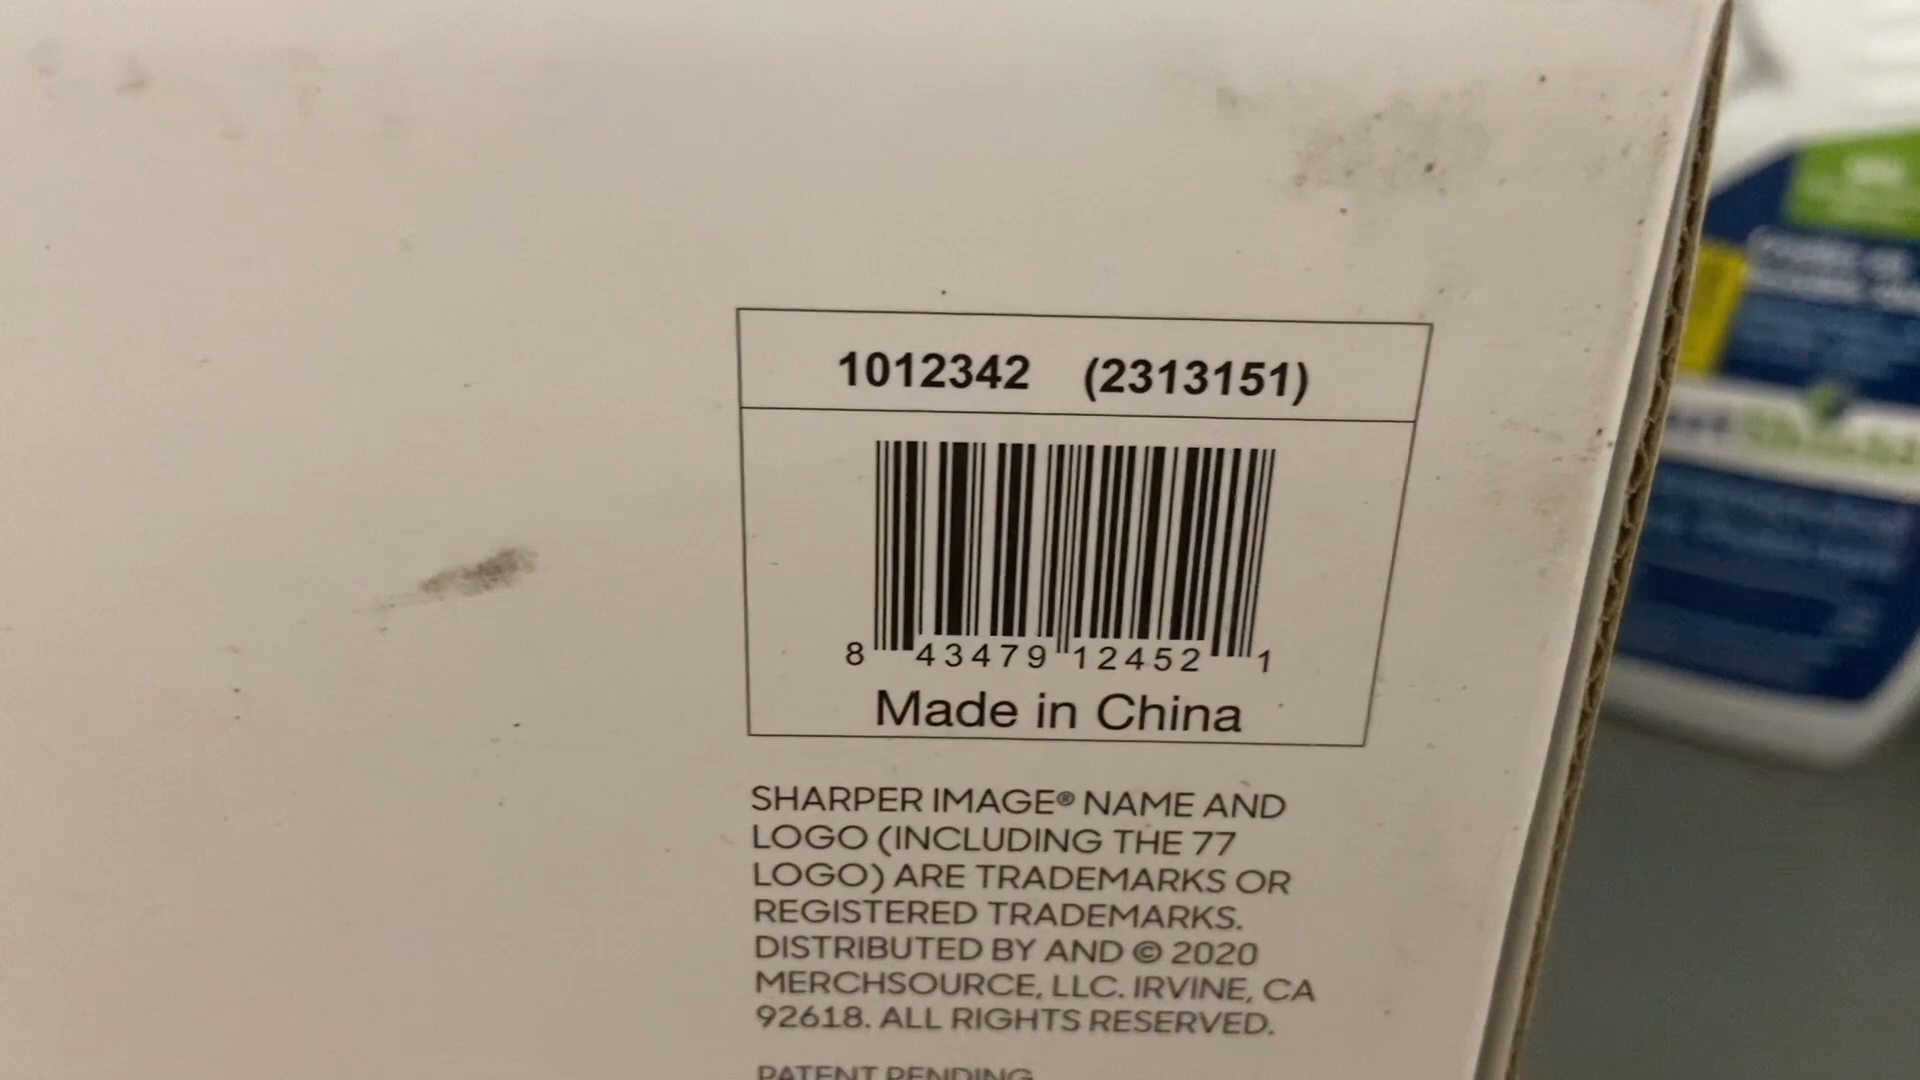 1012342 (2313151)
8 43479 12452 1
Made in China
SHARPER IMAGE® NAME AND
LOGO (INCLUDING THE 77
LOGO) ARE TRADEMARKS OR
REGISTERED TRADEMARKS.
DISTRIBUTED BY AND © 2020
MERCHSOURCE, LLC. IRVINE, CA
92618. ALL RIGHTS RESERVED.
PATENT PENDING